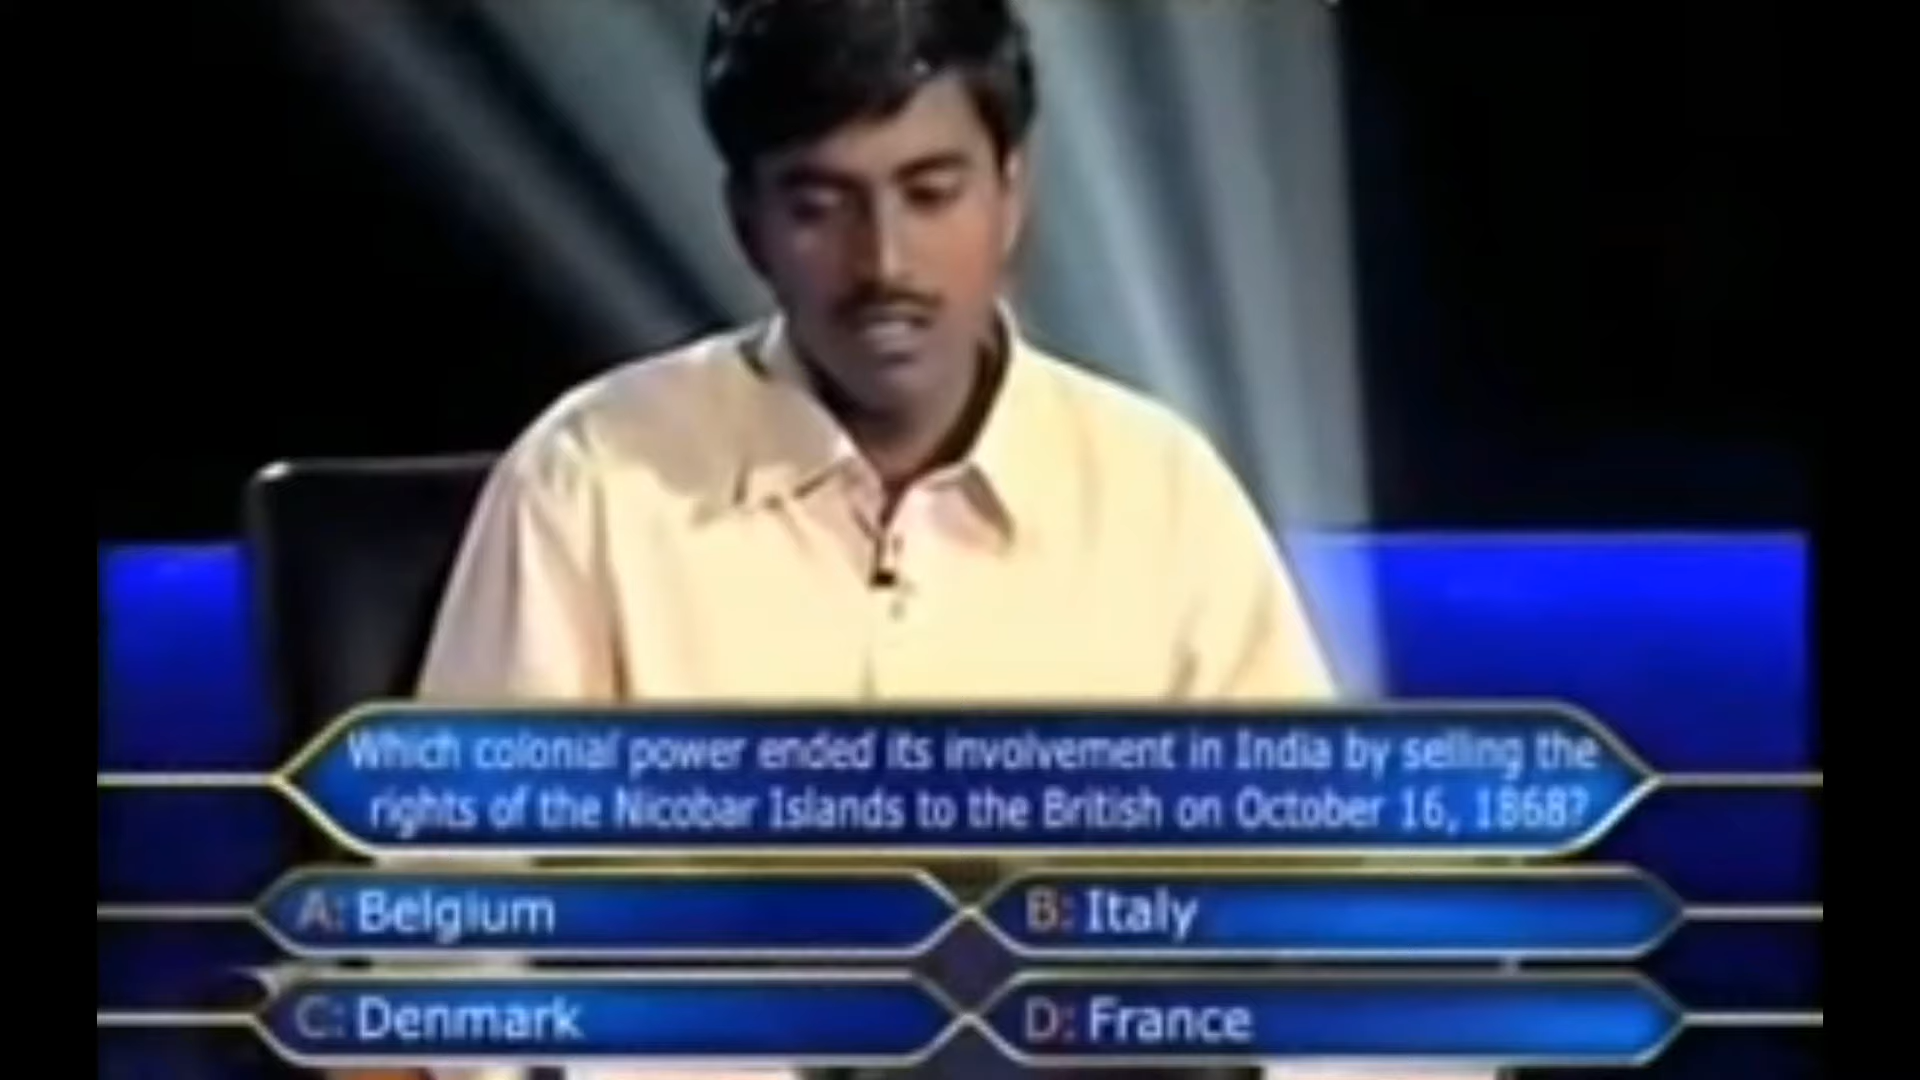 Which colonial power ended its involvement in India by selling the
rights of the Nicobar Islands to the British on October 16, 1868?
A: Belgium
B: Italy
C: Denmark
D: France